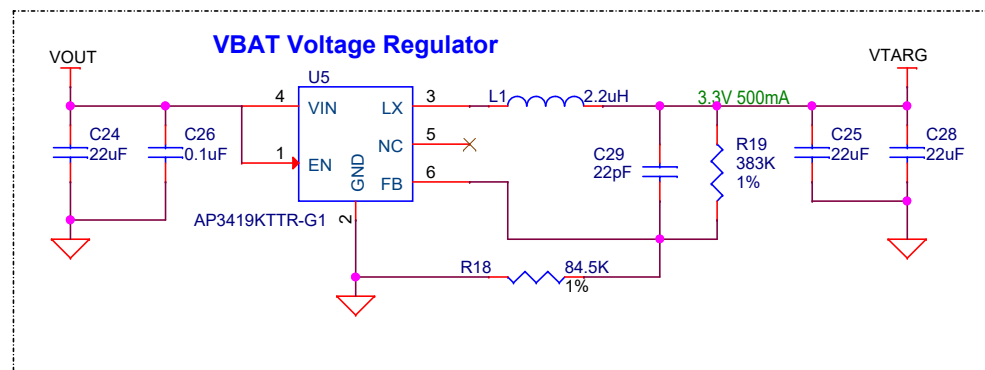 VBAT Voltage Regulator
VOUT
VTARG
U5
4
VIN
LX
3
L1
2.2uH
3.3V 500mA
C24
22uF
C26
0.1uF
1
EN
GND
NC
5
FB
6
C29
22pF
R19
383K
1%
C25
22uF
C28
22uF
AP3419KTTR-G1
2
R18
84.5K
1%